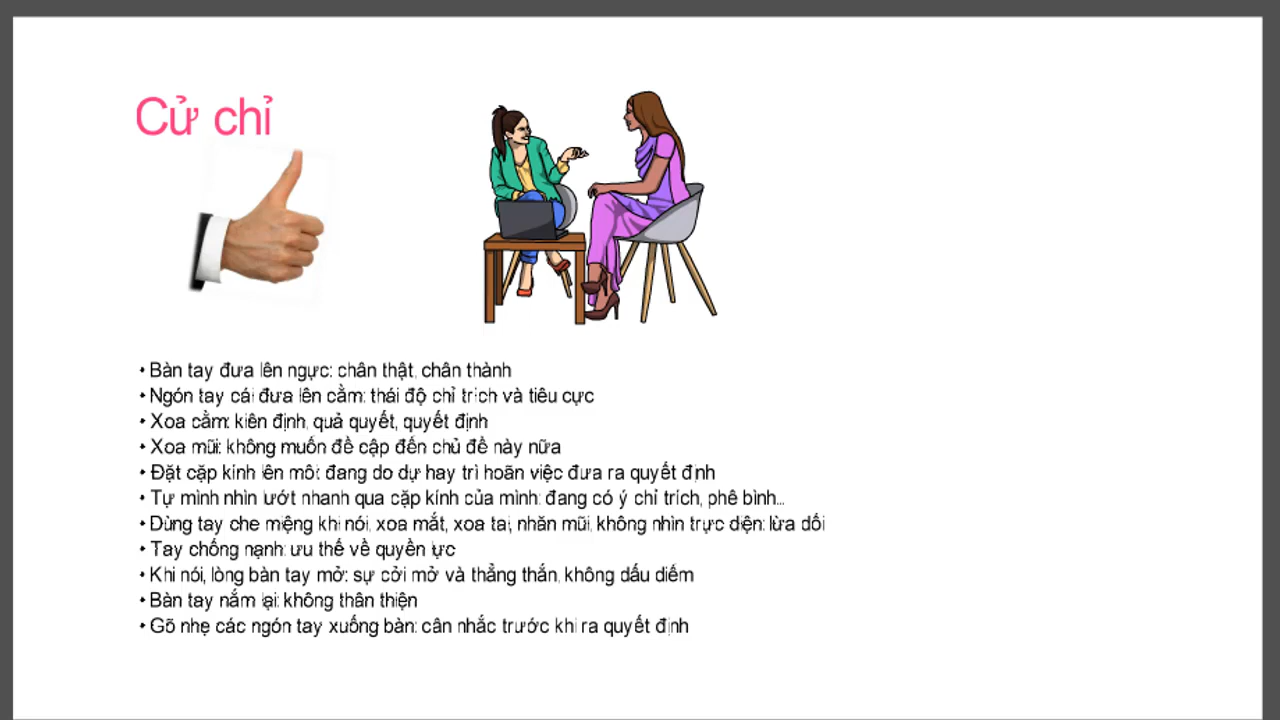 Cử chỉ
• Bàn tay đưa lên ngực: chân thật, chân thành
• Ngón tay cái đưa lên cằm: thái độ chỉ trích và tiêu cực
• Xoa cằm: kiên định, quả quyết, quyết định
• Xoa mũi: không muốn đề cập đến chủ đề này nữa
• Đặt cặp kính lên môi: đang do dự hay trì hoãn việc đưa ra quyết định
• Tự mình nhìn lướt nhanh qua cặp kính của mình: đang có ý chỉ trích, phê bình...
• Dùng tay che miệng khi nói, xoa mắt, xoa tai, nhăn mũi, không nhìn trực diện: lừa dối
• Tay chống nạnh: ưu thế về quyền lực
• Khi nói, lòng bàn tay mở: sự cởi mở và thẳng thắn, không dấu diếm
• Bàn tay nắm lại: không thân thiện
• Gõ nhẹ các ngón tay xuống bàn: cân nhắc trước khi ra quyết định